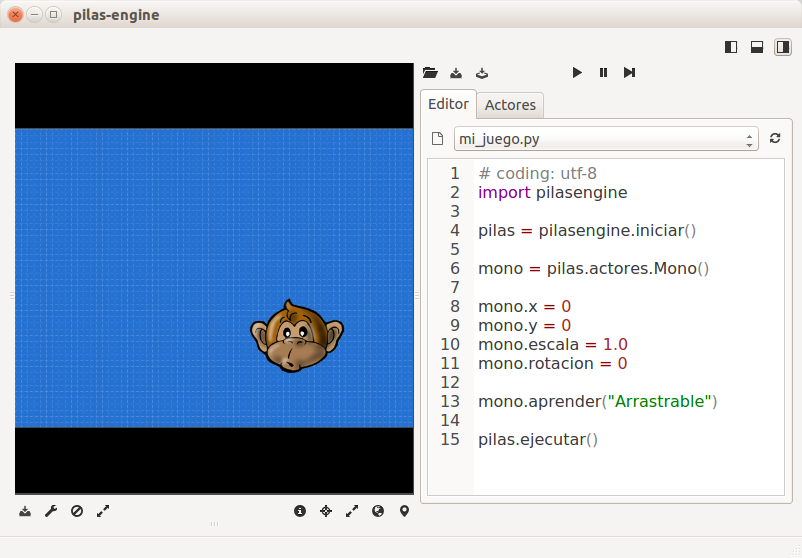 pilas-engine
Editor
Actores
mi_juego.py
1 # coding: utf-8
2 import pilasengine
3
4 pilas = pilasengine.iniciar()
5
6 mono = pilas.actores.Mono()
7
8 mono.x = 0
9 mono.y = 0
10 mono.escala = 1.0
11 mono.rotacion = 0
12
13 mono.aprender("Arrastrable")
14
15 pilas.ejecutar()